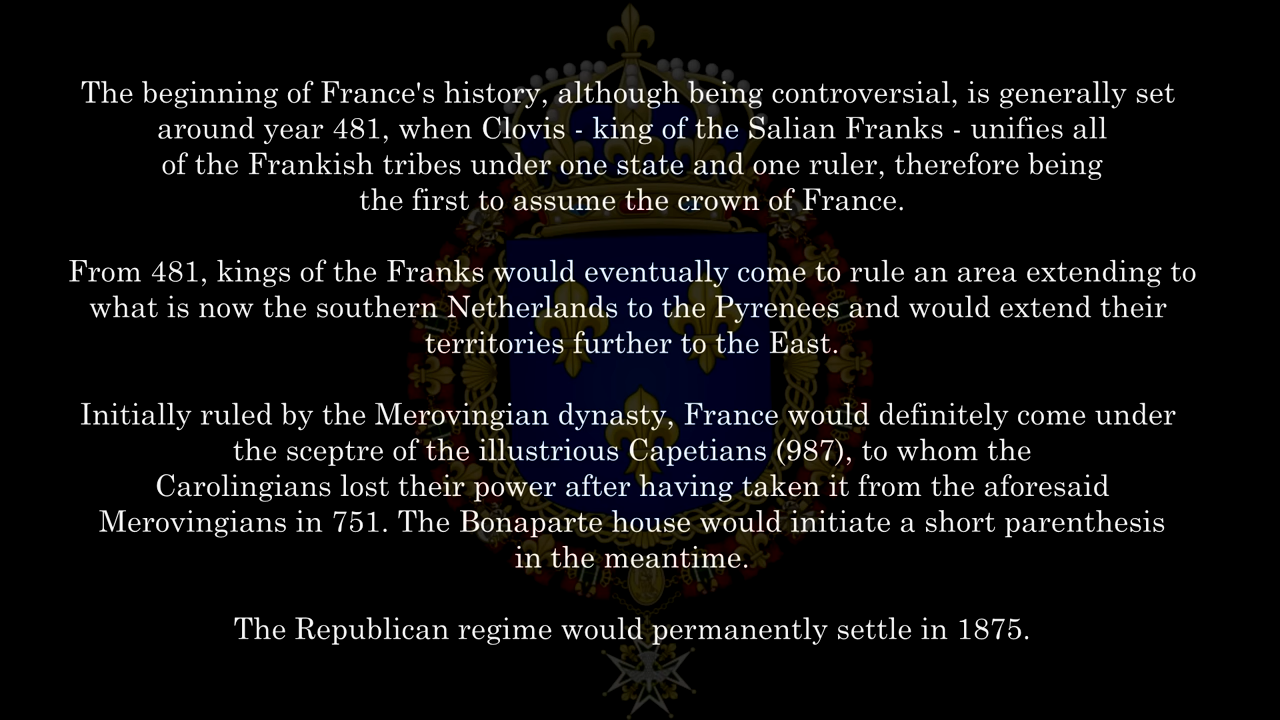 The beginning of France's history, although being controversial, is generally set
around year 481, when Clovis - king of the Salian Franks - unifies all
of the Frankish tribes under one state and one ruler, therefore being
the first to assume the crown of France.
From 481, kings of the Franks would eventually come to rule an area extending to
what is now the southern Netherlands to the Pyrenees and would extend their
territories further to the East.
Initially ruled by the Merovingian dynasty, France would definitely come under
the sceptre of the illustrious Capetians (987), to whom the
Carolingians lost their power after having taken it from the aforesaid
Merovingians in 751. The Bonaparte house would initiate a short parenthesis
in the meantime.
The Republican regime would permanently settle in 1875.